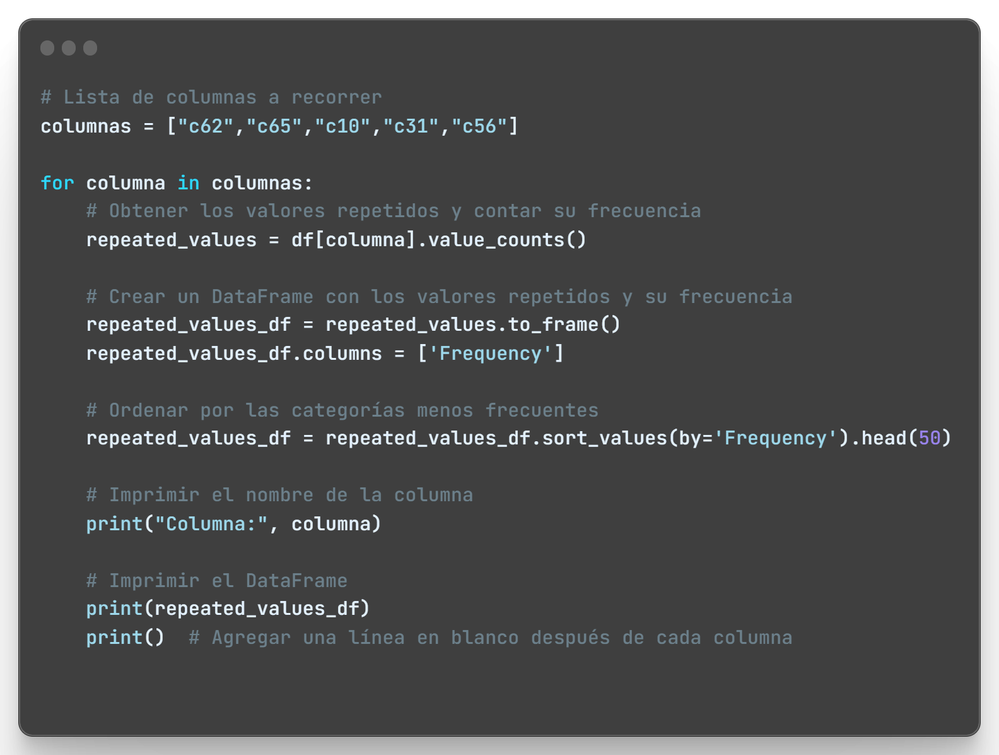 # Lista de columnas a recorrer
columnas = ["c62","c65","c10","c31","c56"]
for columna in columnas:
    # Obtener los valores repetidos y contar su frecuencia
    repeated_values = df[columna].value_counts()
    # Crear un DataFrame con los valores repetidos y su frecuencia
    repeated_values_df = repeated_values.to_frame()
    repeated_values_df.columns = ['Frequency']
    # Ordenar por las categorías menos frecuentes
    repeated_values_df = repeated_values_df.sort_values(by='Frequency').head(50)
    # Imprimir el nombre de la columna
    print("Columna:", columna)
    # Imprimir el DataFrame
    print(repeated_values_df)
    print()  # Agregar una línea en blanco después de cada columna